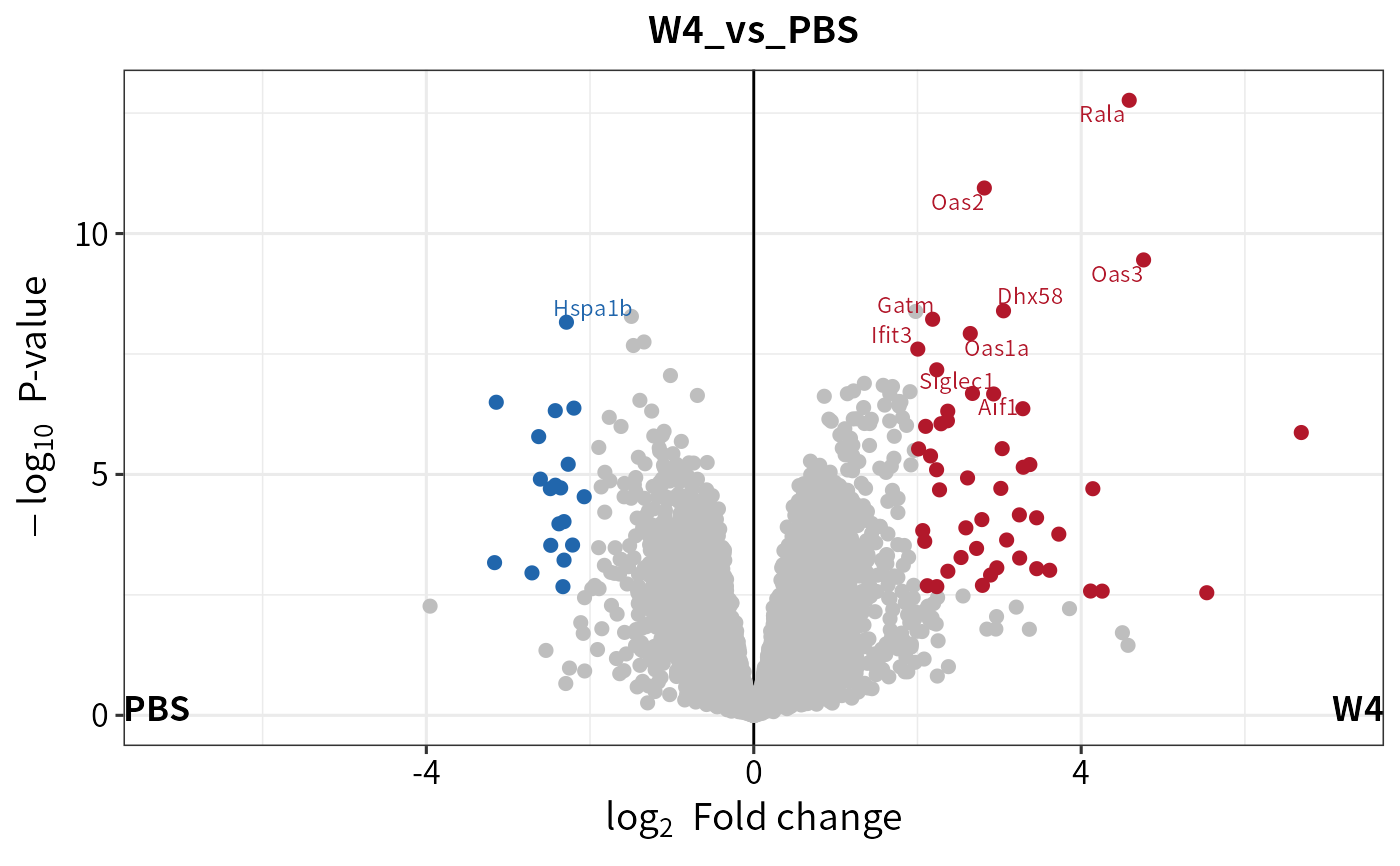 W4_vs_PBS
Rala
Oas2
10
Oas3
Dhx58
Gatm
Hspa1b
Ifit3
Oas1a
Siglec1
Aif1
5
0
PBS
W4
-4 0 4
log2 Fold change
− log10 P-value